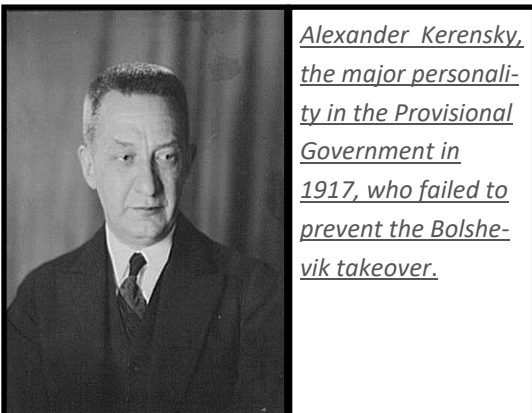 Alexander Kerensky,
the major personali-
ty in the Provisional
Government in
1917, who failed to
prevent the Bolshe-
vik takeover.